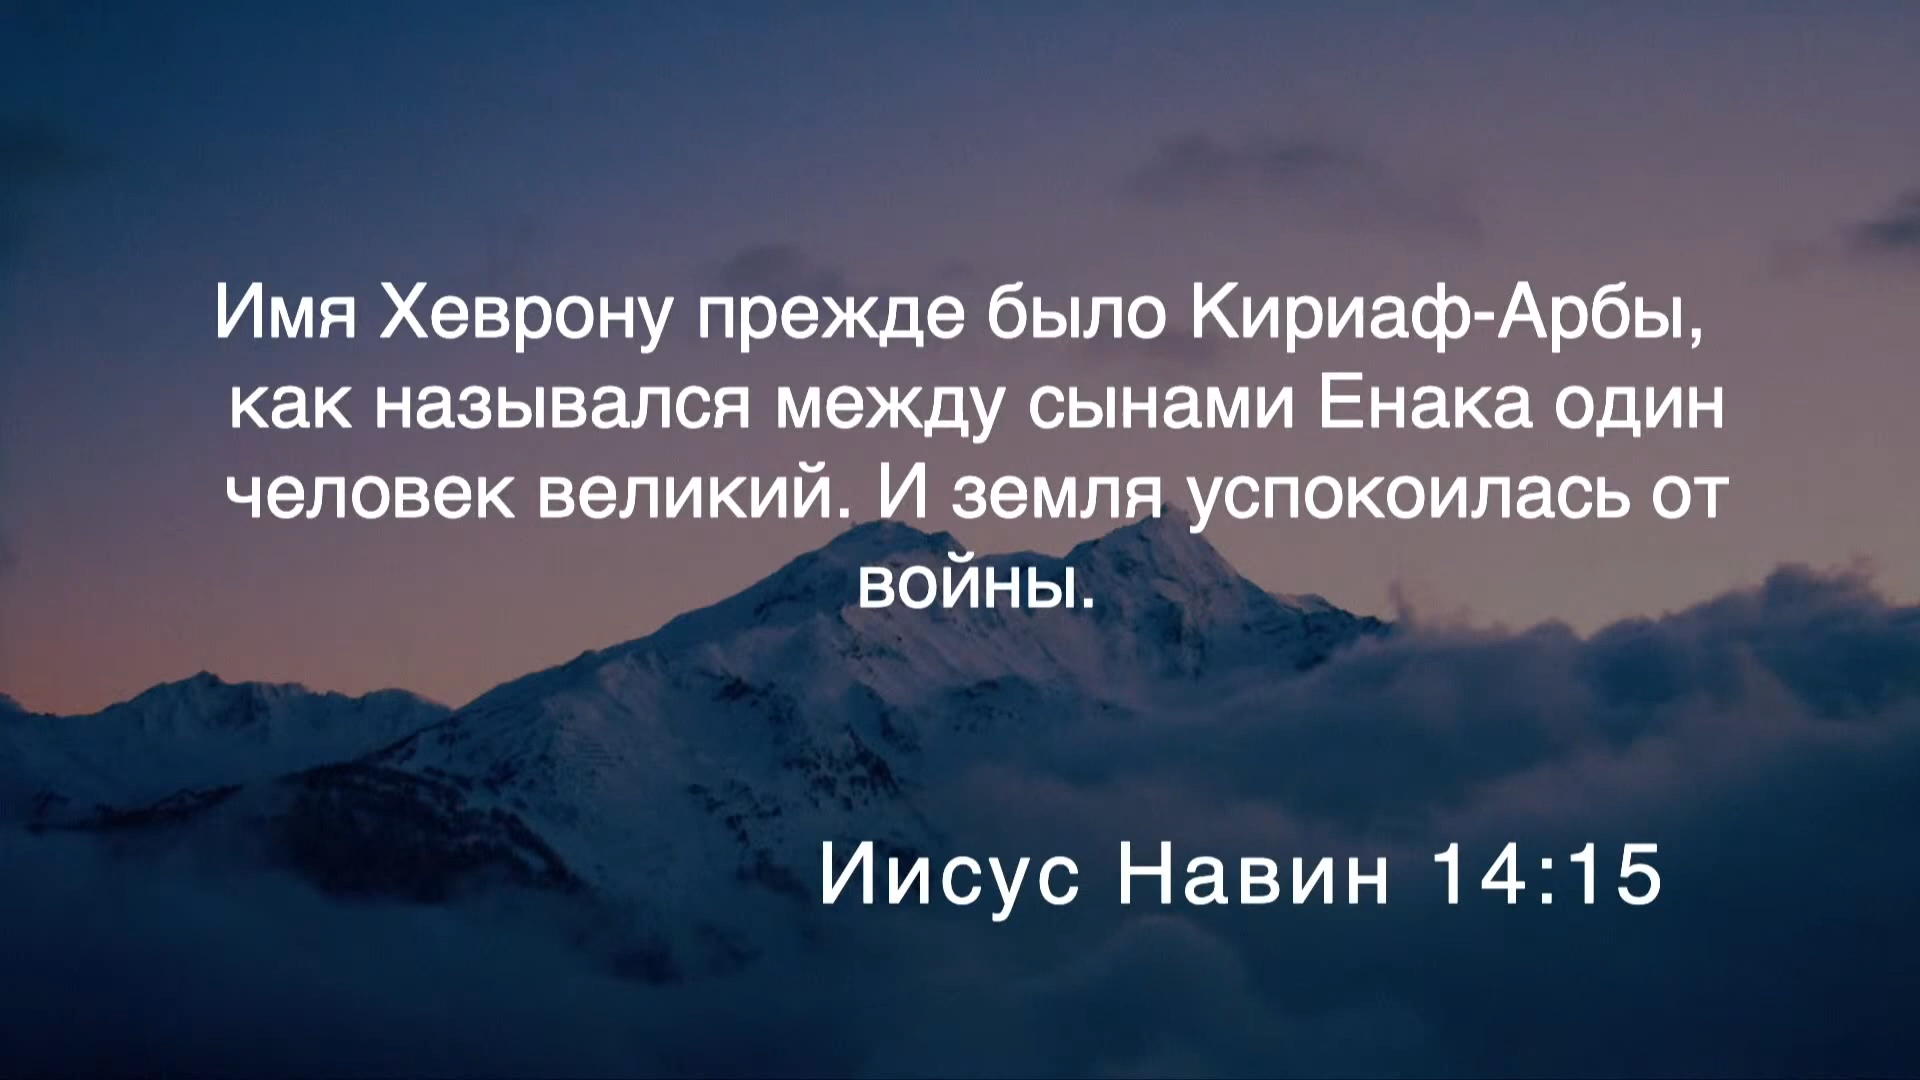 Имя Хеврону прежде было Кириаф-Арбы,
как назывался между сынами Енака один
человек великий. И земля успокоилась от
войны.
Иисус Навин 14:15